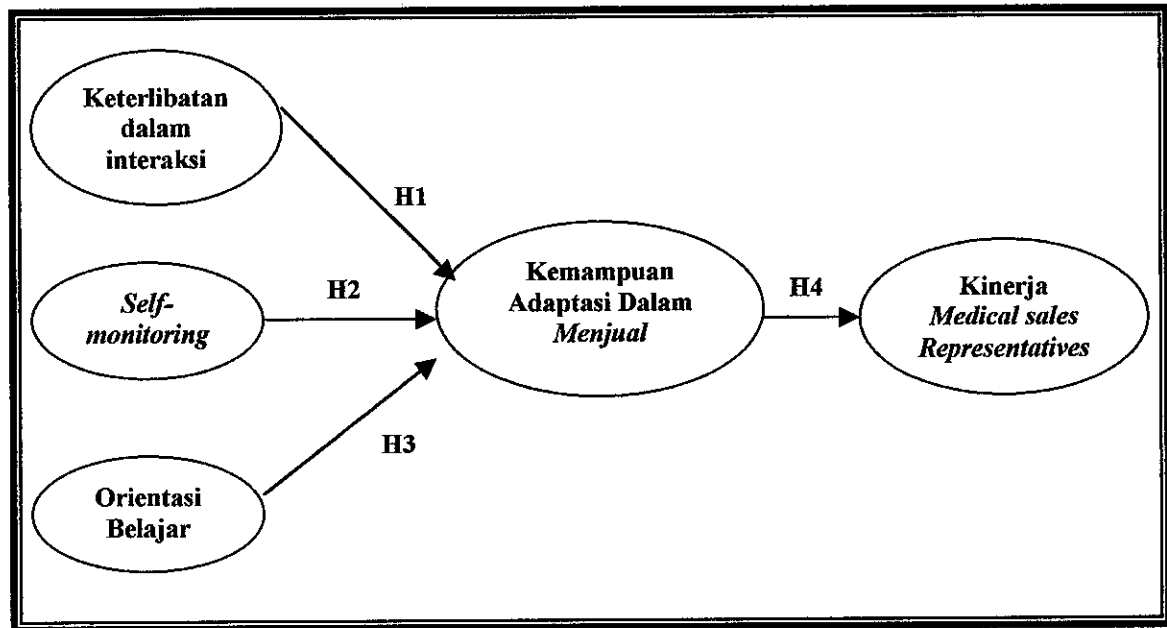 Keterlibatan
dalam
interaksi
H1
Self-
monitoring
H2
Kemampuan
Adaptasi Dalam
Menjual
H4
Kinerja
Medical sales
Representatives
H3
Orientasi
Belajar